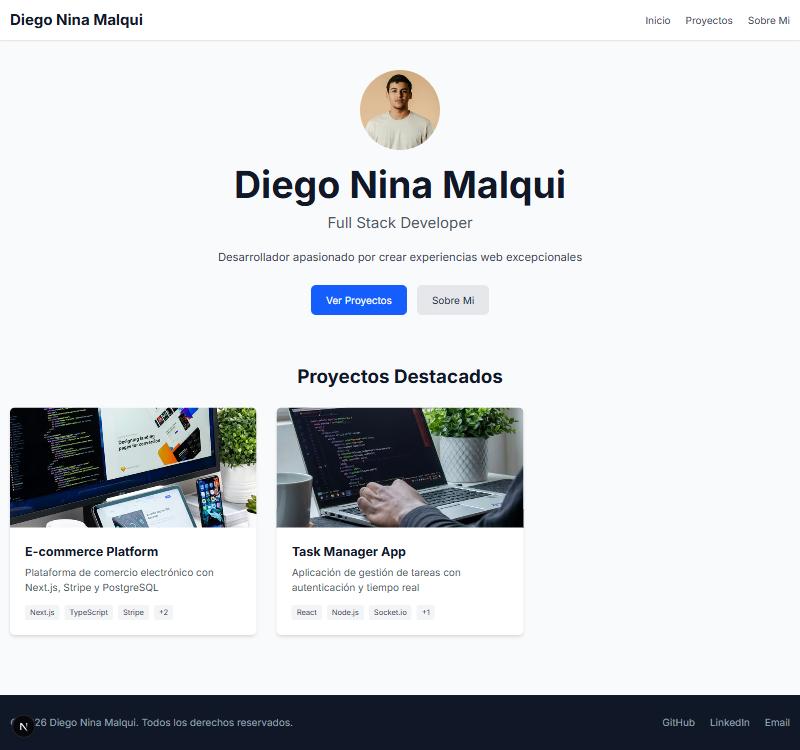 Diego Nina Malqui
Inicio Proyectos Sobre Mi
Diego Nina Malqui
Full Stack Developer
Desarrollador apasionado por crear experiencias web excepcionales
Ver Proyectos Sobre Mi
Proyectos Destacados
E-commerce Platform
Plataforma de comercio electrónico con
Next.js, Stripe y PostgreSQL
Next.js TypeScript Stripe +2
Task Manager App
Aplicación de gestión de tareas con
autenticación y tiempo real
React Node.js Socket.io +1
N
26 Diego Nina Malqui. Todos los derechos reservados.
GitHub LinkedIn Email